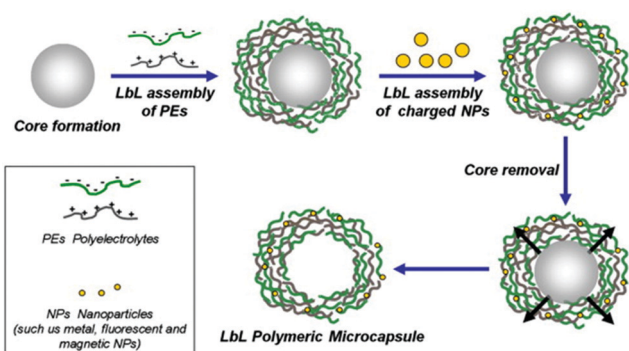 Core formation
LbL assembly
of PEs
LbL assembly
of charged NPs
Core removal
PEs Polyelectrolytes
NPs Nanoparticles
(such us metal, fluorescent and
magnetic NPs)
LbL Polymeric Microcapsule